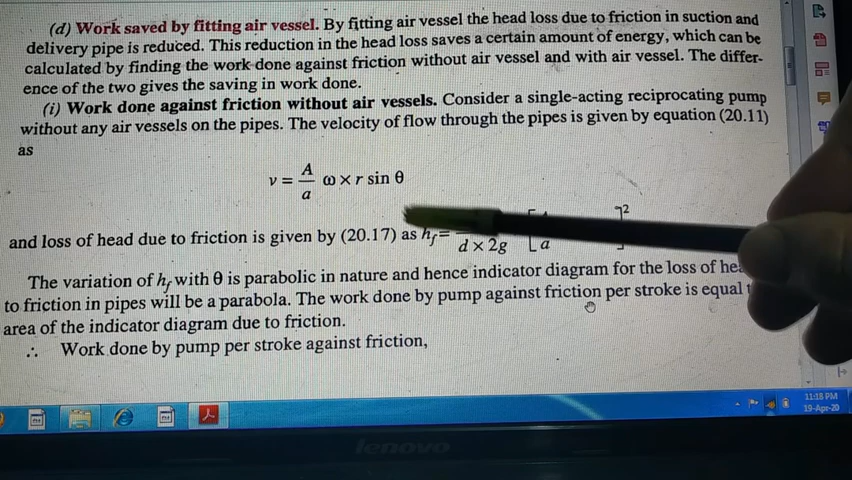 (d) Work saved by fitting air vessel. By fitting air vessel the head loss due to friction in suction and
delivery pipe is reduced. This reduction in the head loss saves a certain amount of energy, which can be
calculated by finding the work done against friction without air vessel and with air vessel. The differ-
ence of the two gives the saving in work done.
(i) Work done against friction without air vessels. Consider a single-acting reciprocating pump
without any air vessels on the pipes. The velocity of flow through the pipes is given by equation (20.11)
as
v = A/a ω × r sin θ
and loss of head due to friction is given by (20.17) as h_f = d × 2g [ a ]²
The variation of h_f with θ is parabolic in nature and hence indicator diagram for the loss of
to friction in pipes will be a parabola. The work done by pump against friction per stroke is equal
area of the indicator diagram due to friction.
∴ Work done by pump per stroke against friction,
11:18 PM
19-Apr-20
lenovo